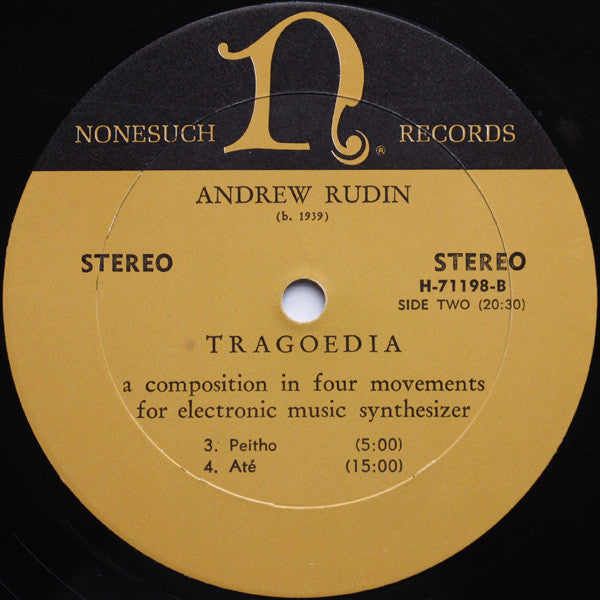 n
NONESUCH RECORDS
®
ANDREW RUDIN
(b. 1939)
STEREO STEREO
H-71198-B
SIDE TWO (20:30)
TRAGOEDIA
a composition in four movements
for electronic music synthesizer
3. Peitho (5:00)
4. Até (15:00)